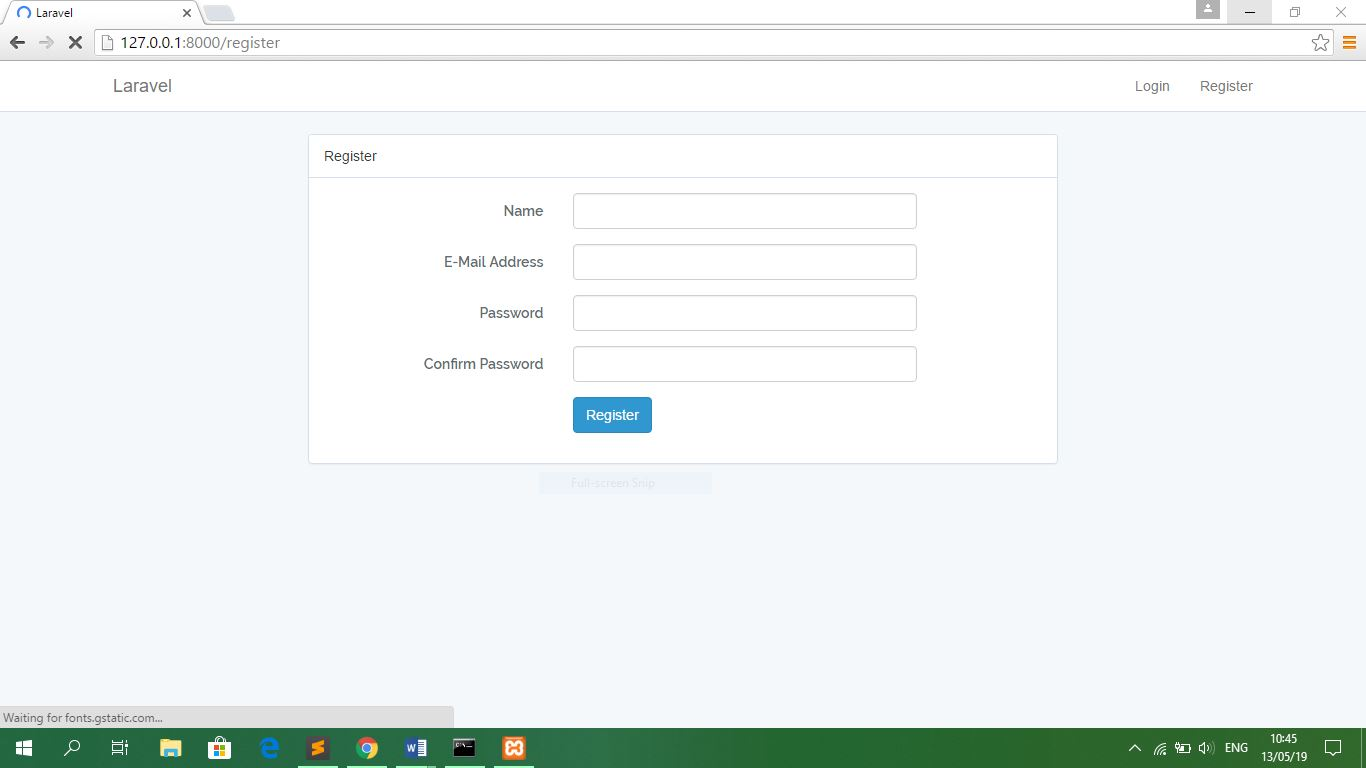 Laravel
127.0.0.1:8000/register
Laravel
Login
Register
Register
Name
E-Mail Address
Password
Confirm Password
Register
Full-screen Snip
Waiting for fonts.gstatic.com...
ENG
10:45
13/05/19